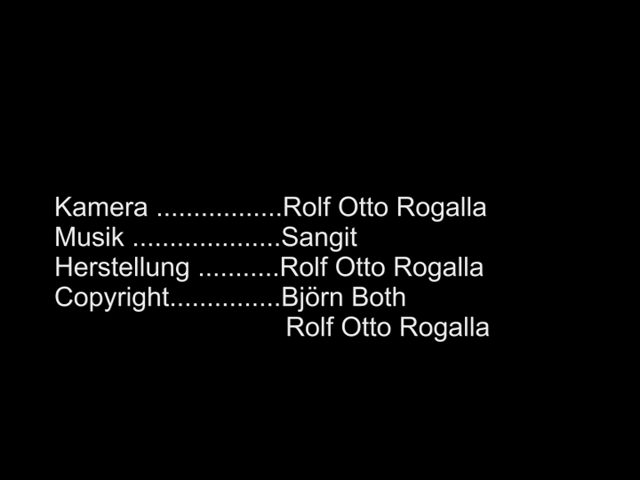 Kamera .................Rolf Otto Rogalla
Musik ....................Sangit
Herstellung ...........Rolf Otto Rogalla
Copyright...............Björn Both
Rolf Otto Rogalla